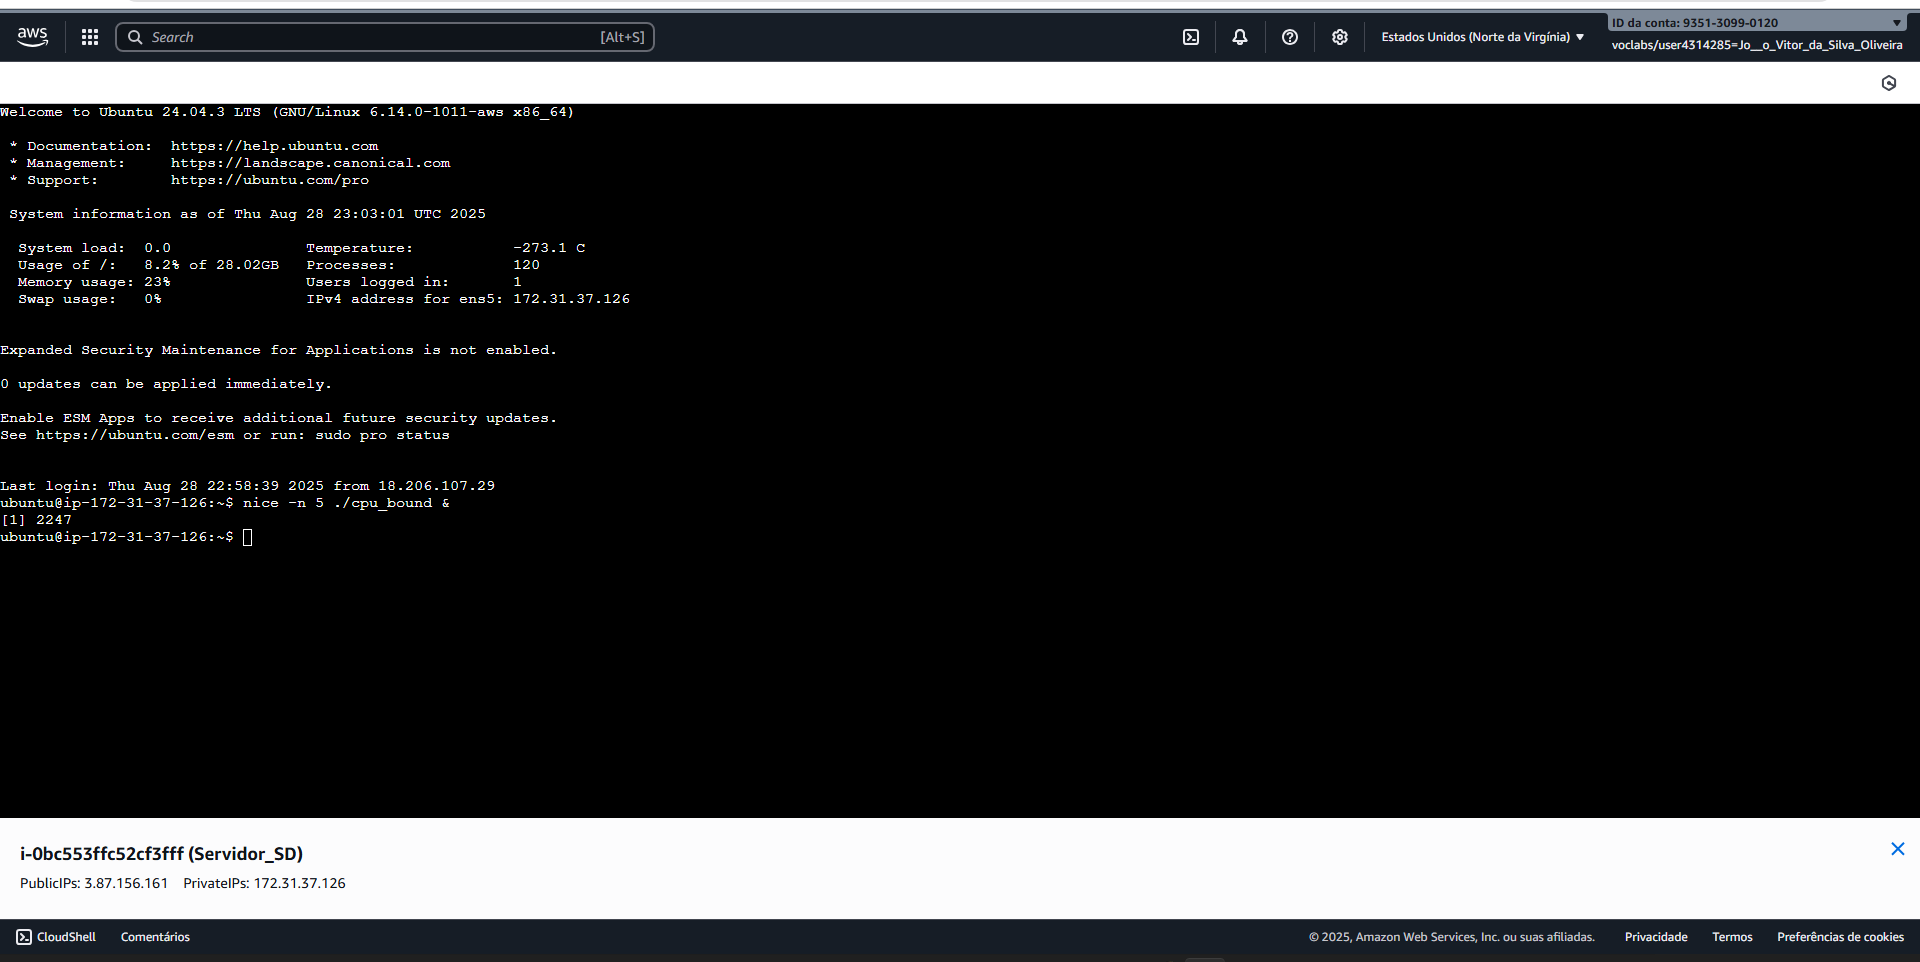 aws
Search [Alt+S]
Estados Unidos (Norte da Virgínia)
ID da conta: 9351-3099-0120
voclabs/user4314285=Jo__o_Vitor_da_Silva_Oliveira
Welcome to Ubuntu 24.04.3 LTS (GNU/Linux 6.14.0-1011-aws x86_64)
* Documentation:  https://help.ubuntu.com
* Management:     https://landscape.canonical.com
* Support:        https://ubuntu.com/pro
System information as of Thu Aug 28 23:03:01 UTC 2025
System load:  0.0               Temperature:           -273.1 C
Usage of /:   8.2% of 28.02GB   Processes:             120
Memory usage: 23%               Users logged in:       1
Swap usage:   0%                IPv4 address for ens5: 172.31.37.126
Expanded Security Maintenance for Applications is not enabled.
0 updates can be applied immediately.
Enable ESM Apps to receive additional future security updates.
See https://ubuntu.com/esm or run: sudo pro status
Last login: Thu Aug 28 22:58:39 2025 from 18.206.107.29
ubuntu@ip-172-31-37-126:~$ nice -n 5 ./cpu_bound &
[1] 2247
ubuntu@ip-172-31-37-126:~$
i-0bc553ffc52cf3fff (Servidor_SD)
PublicIPs: 3.87.156.161 PrivateIPs: 172.31.37.126
CloudShell Comentários © 2025, Amazon Web Services, Inc. ou suas afiliadas. Privacidade Termos Preferências de cookies